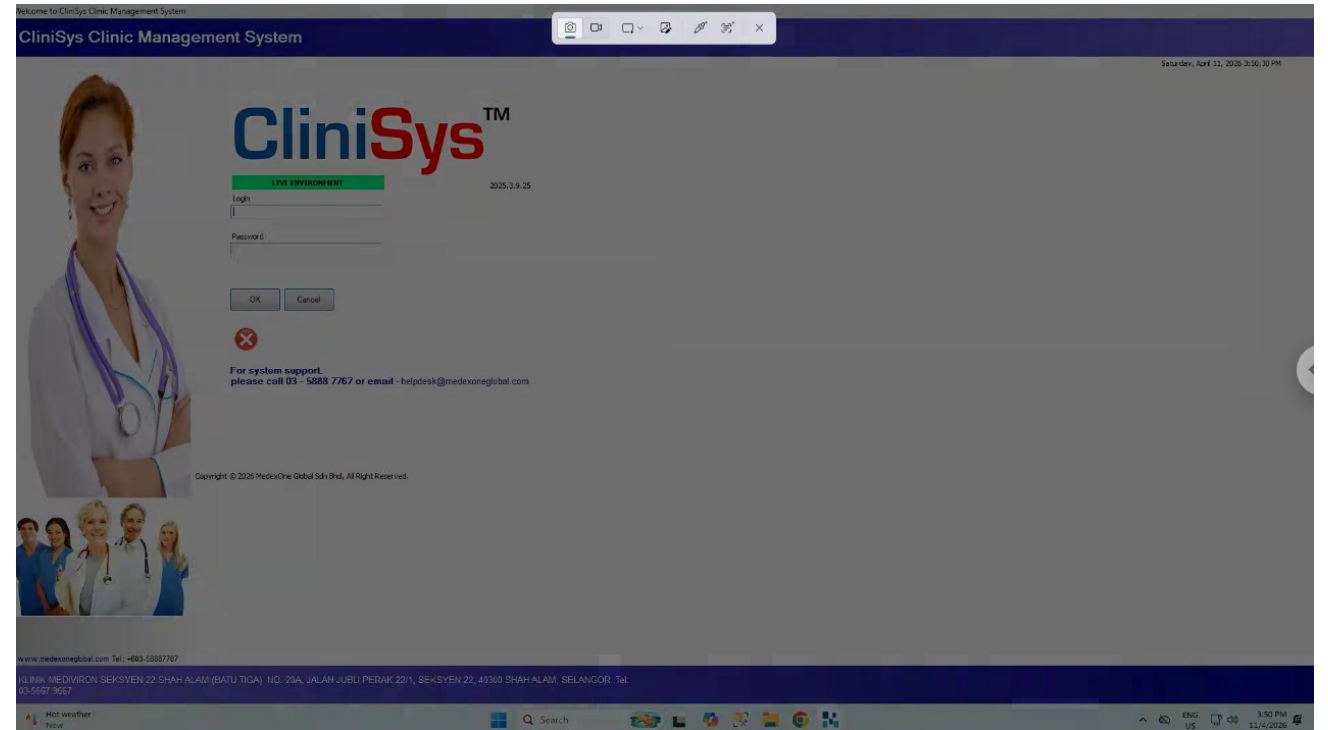 Welcome to CliniSys Clinic Management System
CliniSys Clinic Management System
Saturday, April 11, 2026 3:50:30 PM
CliniSys™
LIVE ENVIRONMENT
2025.3.9.25
Login
Password
OK Cancel
For system support,
please call 03 - 5888 7767 or email - helpdesk@medexoneglobal.com
Copyright © 2026 MedexOne Global Sdn Bhd., All Right Reserved.
www.medexoneglobal.com Tel: +603-58887767
KLINIK MEDIVIRON SEKSYEN 22 SHAH ALAM (BATU TIGA) NO. 20A, JALAN JUBLI PERAK 22/1, SEKSYEN 22, 40300 SHAH ALAM, SELANGOR. Tel:
03-5567 9667
Hot weather
Now
Search
ENG
US
3:50 PM
11/4/2026